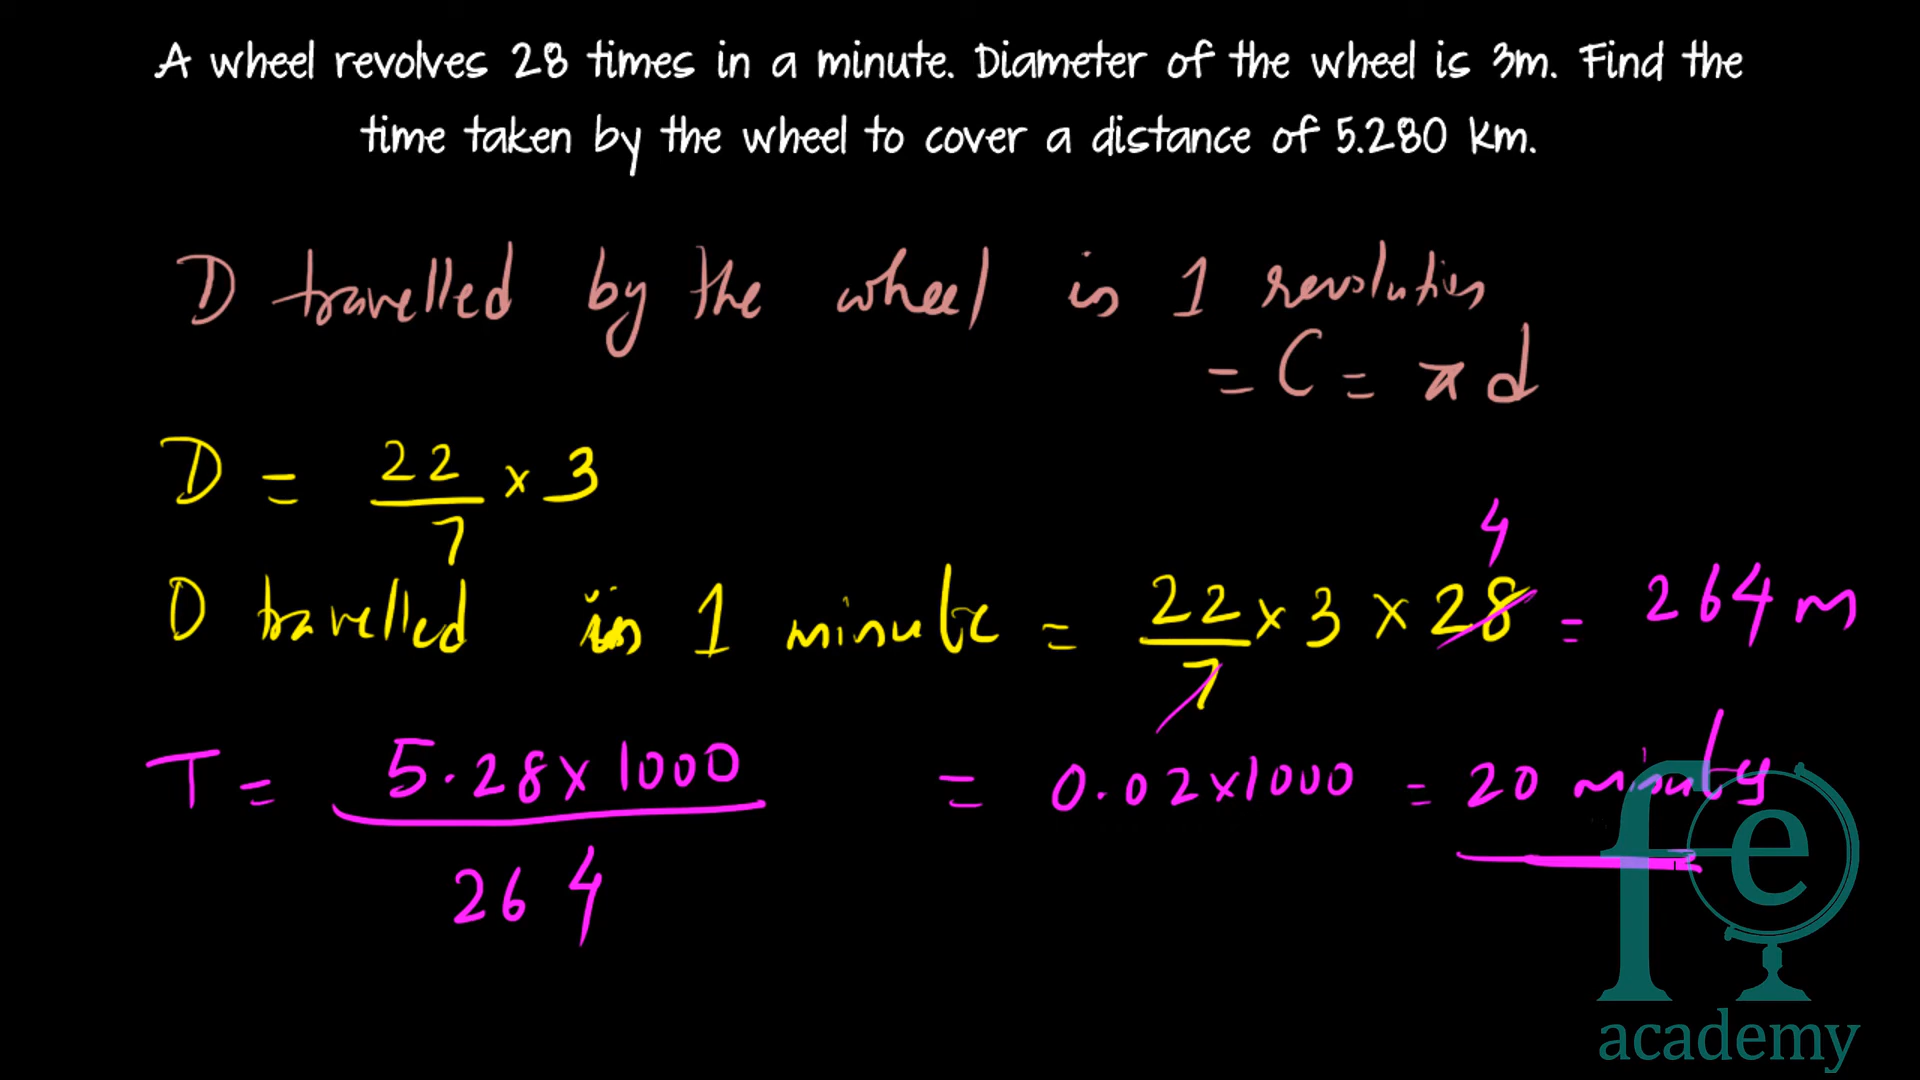 A wheel revolves 28 times in a minute. Diameter of the wheel is 3m. Find the
time taken by the wheel to cover a distance of 5.280 km.
D travelled by the wheel in 1 revolution
= C = π d
D = 22/7 × 3
D travelled in 1 minute = 22/7 × 3 × 28 4 = 264 m
T = 5.28 × 1000 / 264 = 0.02 × 1000 = 20 minutes
fe
academy